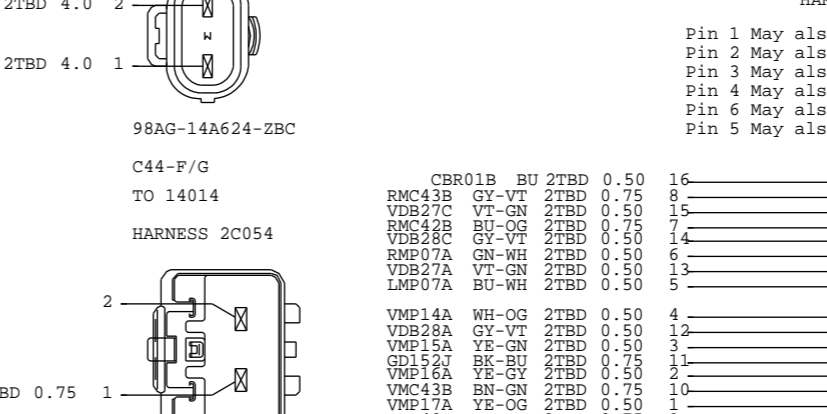 2TBD 4.0 2
2TBD 4.0 1
98AG-14A624-ZBC
C44-F/G
TO 14014
HARNESS 2C054
2
BD 0.75 1
Pin 1 May als
Pin 2 May als
Pin 3 May als
Pin 4 May als
Pin 6 May als
Pin 5 May als
CBR01B BU 2TBD 0.50 16
RMC43B GY-VT 2TBD 0.75 8
VDB27C VT-GN 2TBD 0.50 15
RMC42B BU-OG 2TBD 0.75 7
VDB28C GY-VT 2TBD 0.50 14
RMP07A GN-WH 2TBD 0.50 6
VDB27A VT-GN 2TBD 0.50 13
LMP07A BU-WH 2TBD 0.50 5
VMP14A WH-OG 2TBD 0.50 4
VDB28A GY-VT 2TBD 0.50 12
VMP15A YE-GN 2TBD 0.50 3
GD152J BK-BU 2TBD 0.75 11
VMP16A YE-GY 2TBD 0.50 2
VMC43B BN-GN 2TBD 0.75 10
VMP17A YE-OG 2TBD 0.50 1